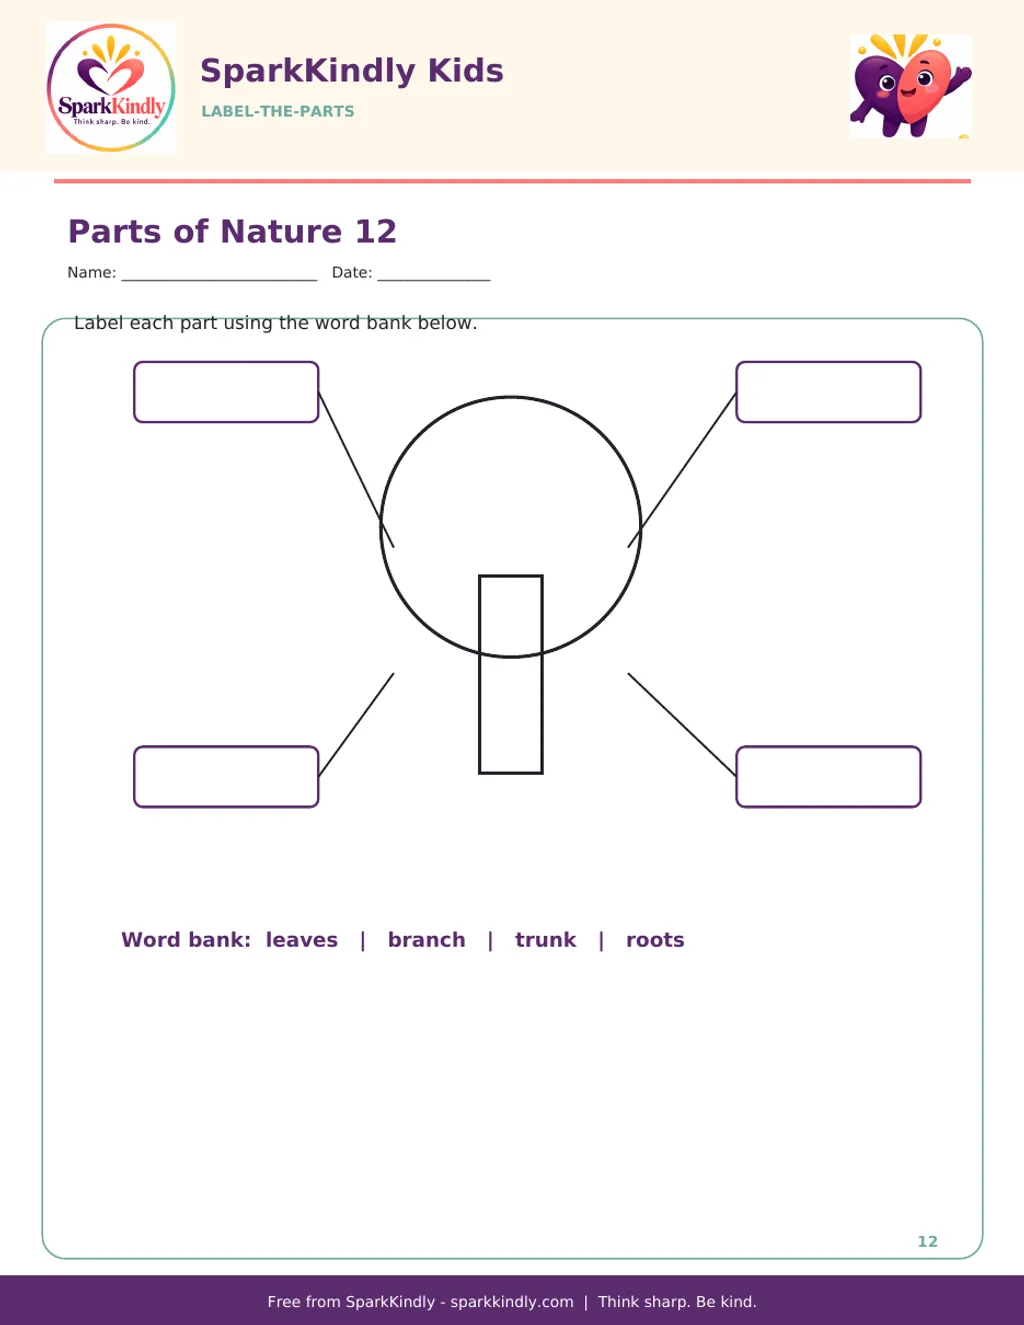 SparkKindly
Think sharp. Be kind.
SparkKindly Kids
LABEL-THE-PARTS
Parts of Nature 12
Name: __________________________ Date: _______________
Label each part using the word bank below.
Word bank: leaves | branch | trunk | roots
12
Free from SparkKindly - sparkkindly.com | Think sharp. Be kind.